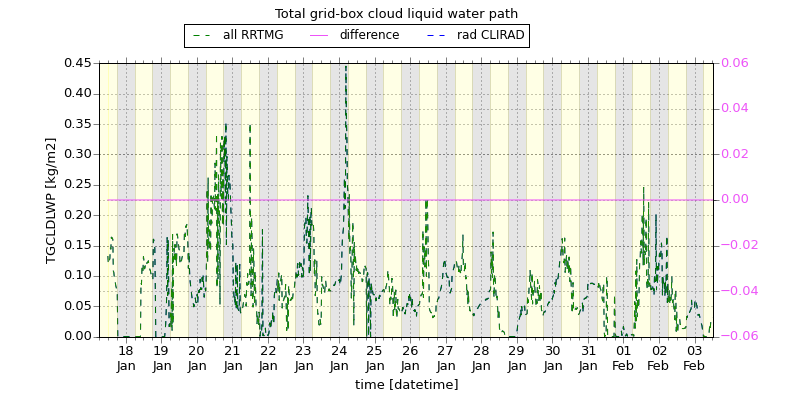 Total grid-box cloud liquid water path
all RRTMG difference rad CLIRAD
0.45 0.06
0.40 0.04
0.35
0.30 0.02
0.25
0.20 0.00
0.15 −0.02
0.10
0.05 −0.04
0.00 −0.06
TGCLDLWP [kg/m2]
18 19 20 21 22 23 24 25 26 27 28 29 30 31 01 02 03
Jan Jan Jan Jan Jan Jan Jan Jan Jan Jan Jan Jan Jan Jan Feb Feb Feb
time [datetime]